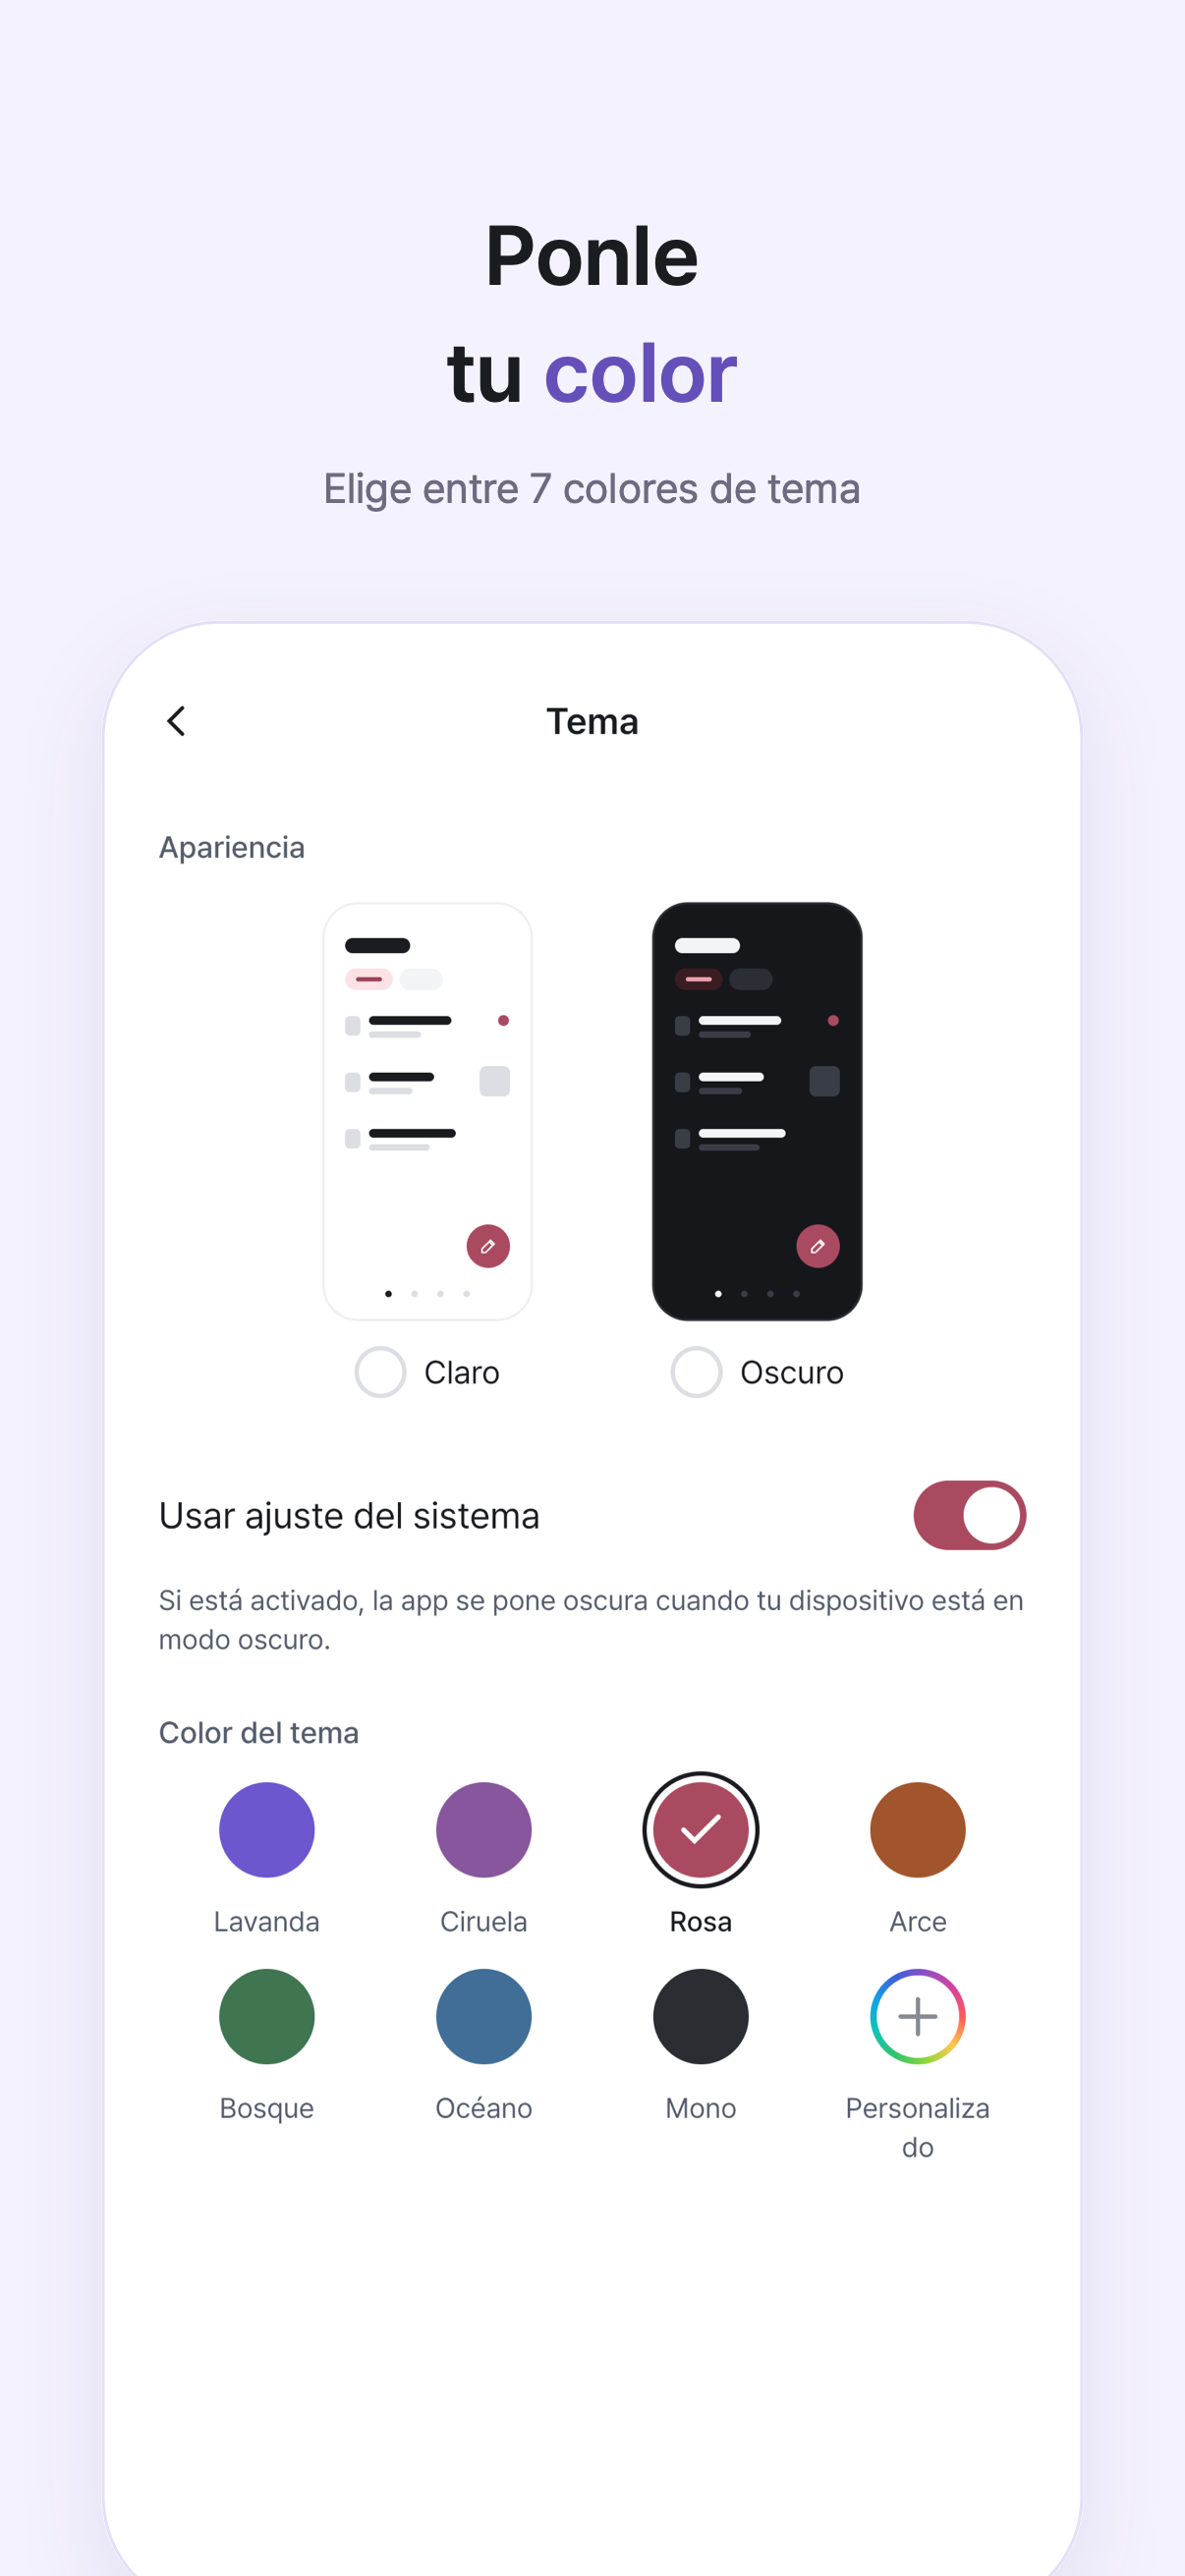 Ponle
tu color
Elige entre 7 colores de tema
Tema
Apariencia
Claro
Oscuro
Usar ajuste del sistema
Si está activado, la app se pone oscura cuando tu dispositivo está en
modo oscuro.
Color del tema
Lavanda
Ciruela
Rosa
Arce
Bosque
Océano
Mono
Personaliza
do